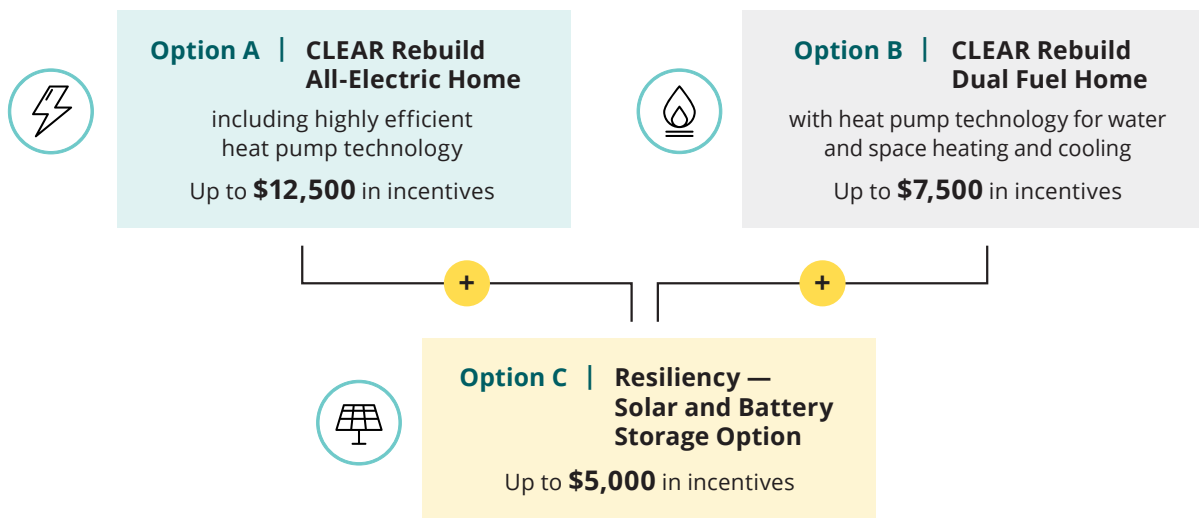 Option A | CLEAR Rebuild
All-Electric Home
including highly efficient
heat pump technology
Up to $12,500 in incentives
Option B | CLEAR Rebuild
Dual Fuel Home
with heat pump technology for water
and space heating and cooling
Up to $7,500 in incentives
+
+
Option C | Resiliency —
Solar and Battery
Storage Option
Up to $5,000 in incentives